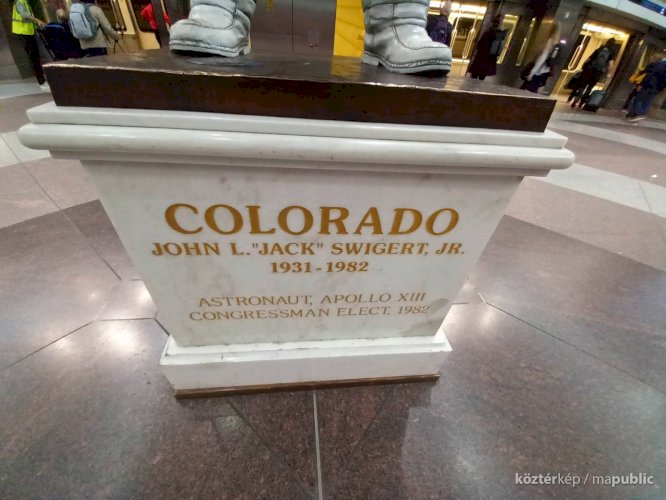 COLORADO
JOHN L. "JACK" SWIGERT, JR.
1931 - 1982
ASTRONAUT, APOLLO XIII
CONGRESSMAN ELECT, 1982
köztérkép / mapublic